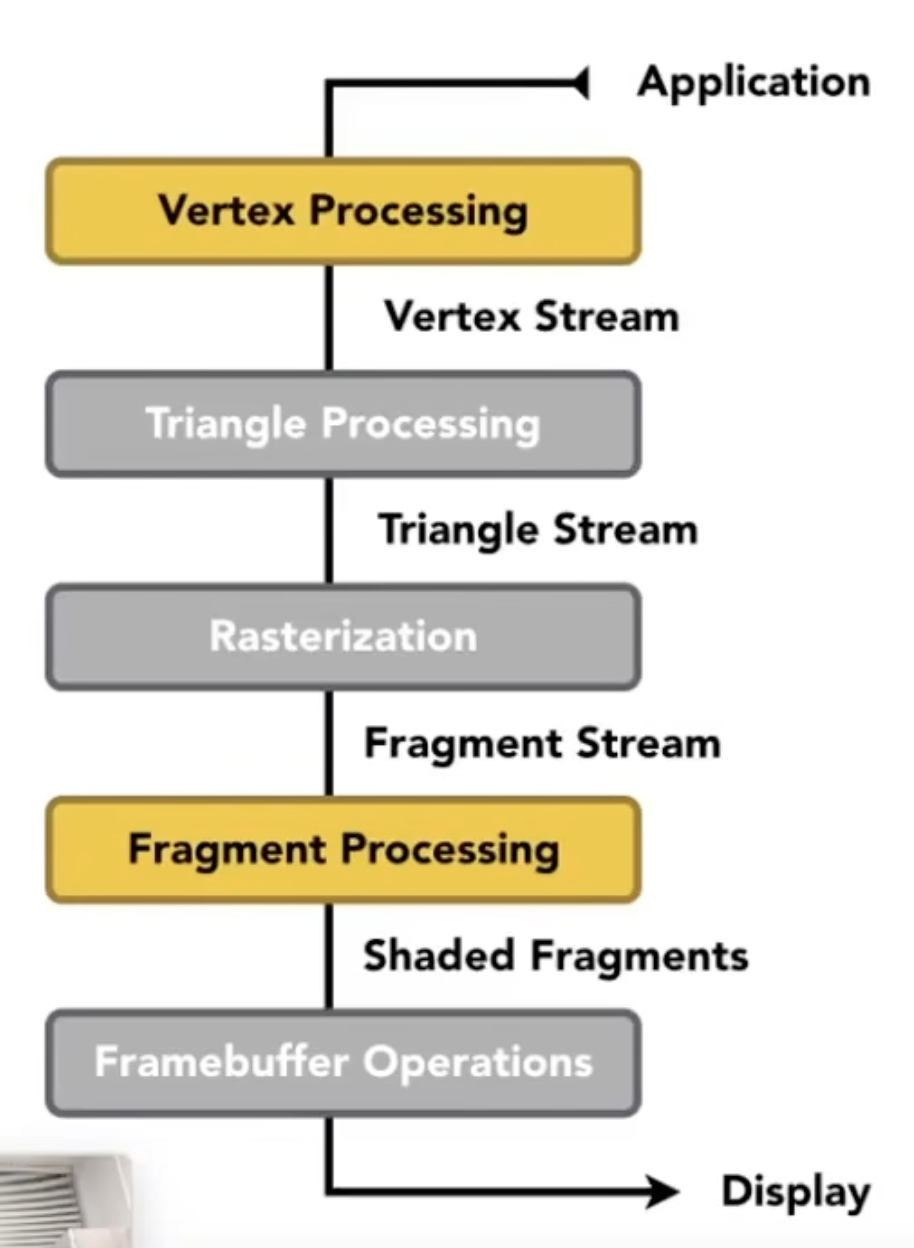 Application
Vertex Processing
Vertex Stream
Triangle Processing
Triangle Stream
Rasterization
Fragment Stream
Fragment Processing
Shaded Fragments
Framebuffer Operations
Display